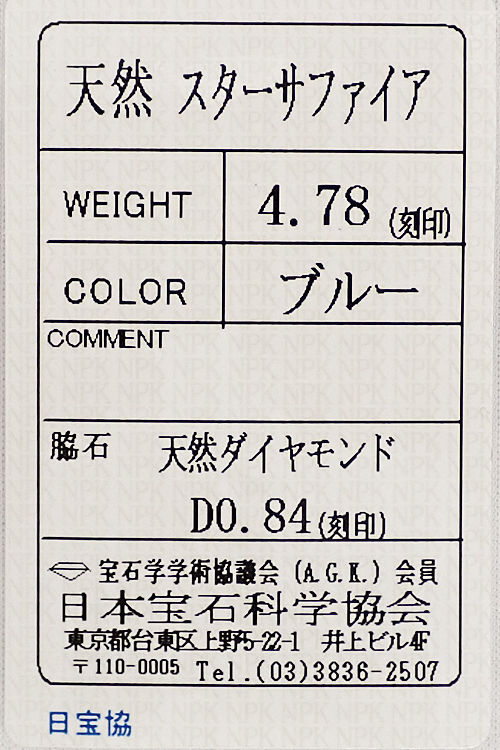 天然 スターサファイア
WEIGHT 4.78 (刻印)
COLOR ブルー
COMMENT
脇石 天然ダイヤモンド
D0.84(刻印)
宝石学学術協議会 (A.G.K.) 会員
日本宝石科学協会
東京都台東区上野5-22-1 井上ビル4F
〒110-0005 Tel.(03)3836-2507
日宝協